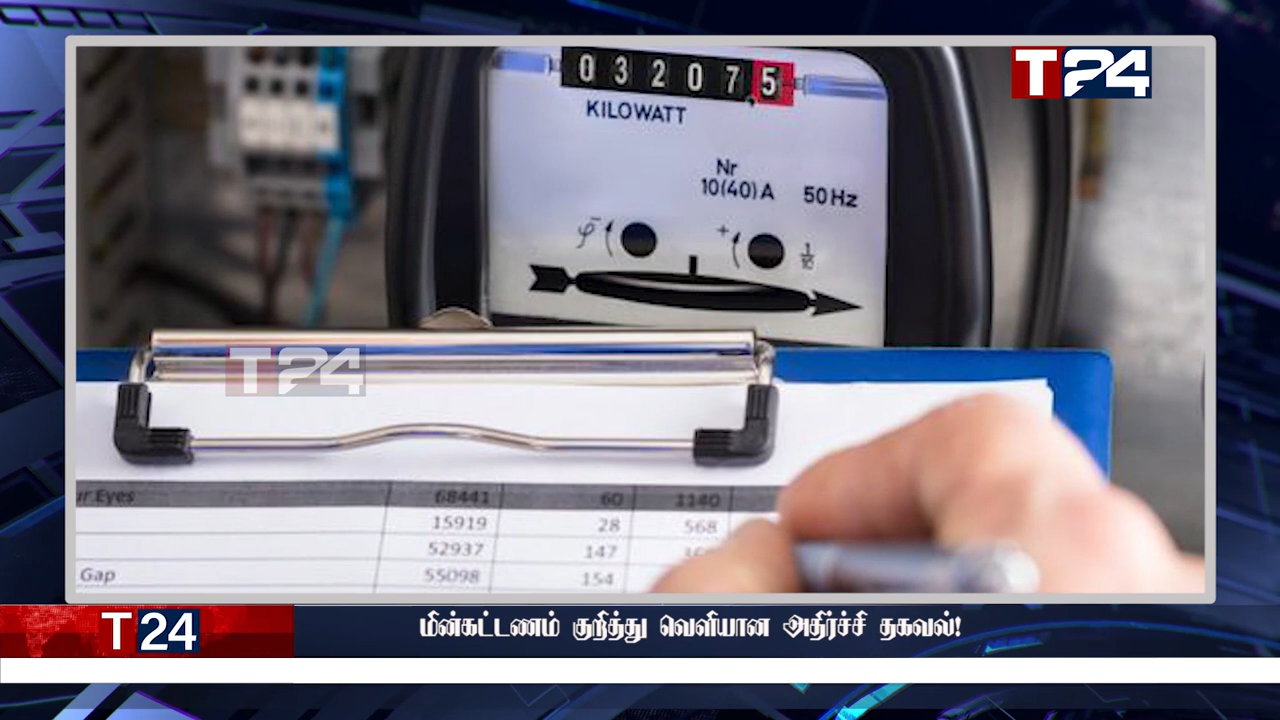 032075
T24
KILOWATT
Nr
10(40)A 50Hz
T24
ur Eyes 68441 60 1140
15919 28 568
52937 147
Gap 55098 154
T24
மின்கட்டணம் குறித்து வெளியான அதிர்ச்சி தகவல்!